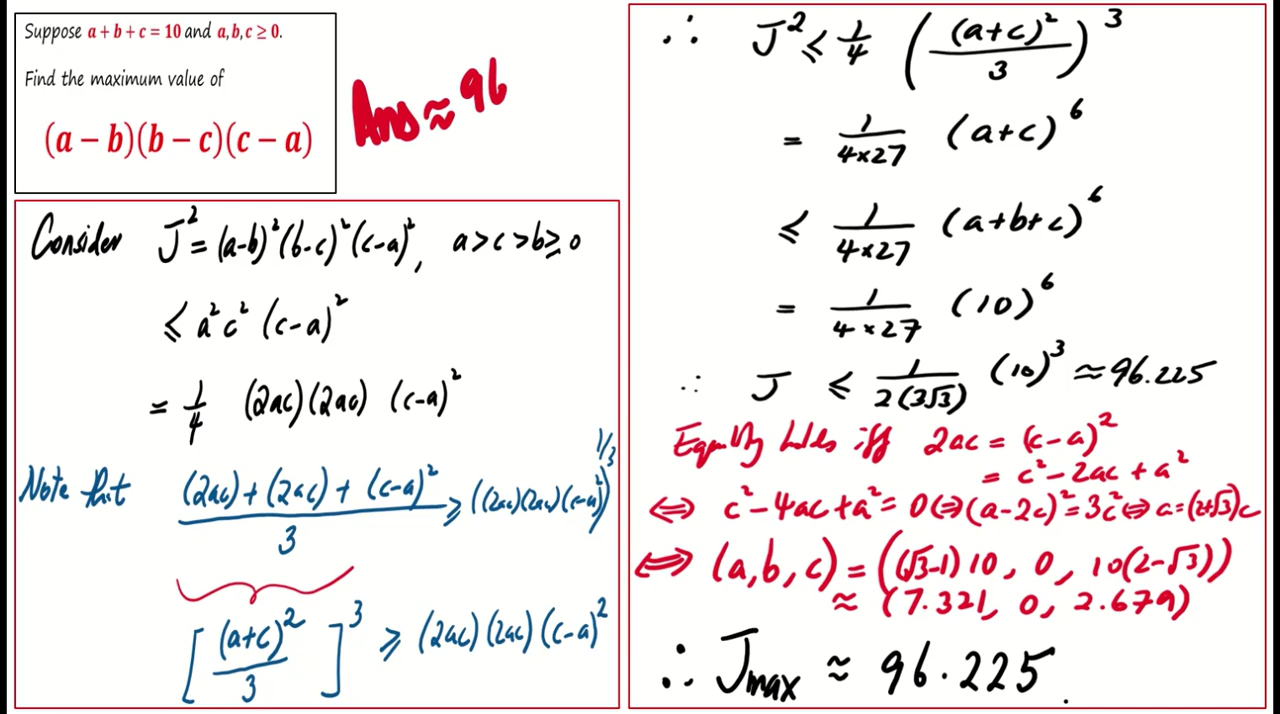 Suppose a + b + c = 10 and a, b, c ≥ 0.
Find the maximum value of
(a − b)(b − c)(c − a)
Ans ≈ 96
Consider J² = (a-b)²(b-c)²(c-a)², a>c>b≥0
≤ a²c²(c-a)²
= 1/4 (2ac)(2ac)(c-a)²
Note that ((2ac)+(2ac)+(c-a)²)/3 ≥ ((2ac)(2ac)(c-a)²)^1/3
[(a+c)²/3]³ ≥ (2ac)(2ac)(c-a)²
∴ J² ≤ 1/4 ((a+c)²/3)³
= 1/(4×27) (a+c)⁶
≤ 1/(4×27) (a+b+c)⁶
= 1/(4×27) (10)⁶
∴ J ≤ 1/(2(3√3)) (10)³ ≈ 96.225
Equality holds iff 2ac = (c-a)²
= c² - 2ac + a²
⇔ c² - 4ac + a² = 0 ⇔ (a-2c)² = 3c² ⇔ a = (2+√3)c
⇔ (a, b, c) = ((√3-1)10, 0, 10(2-√3))
≈ (7.321, 0, 2.679)
∴ Jmax ≈ 96.225.